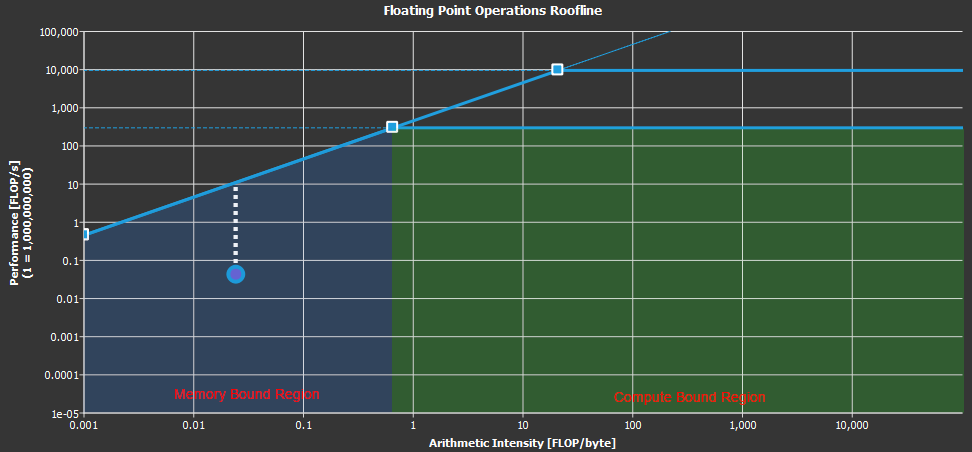 Floating Point Operations Roofline
100,000
10,000
1,000
100
10
1
0.1
0.01
0.001
0.0001
1e-05
Performance [FLOP/s]
(1 = 1,000,000,000)
Memory Bound Region
Compute Bound Region
0.001
0.01
0.1
1
10
100
1,000
10,000
Arithmetic Intensity [FLOP/byte]